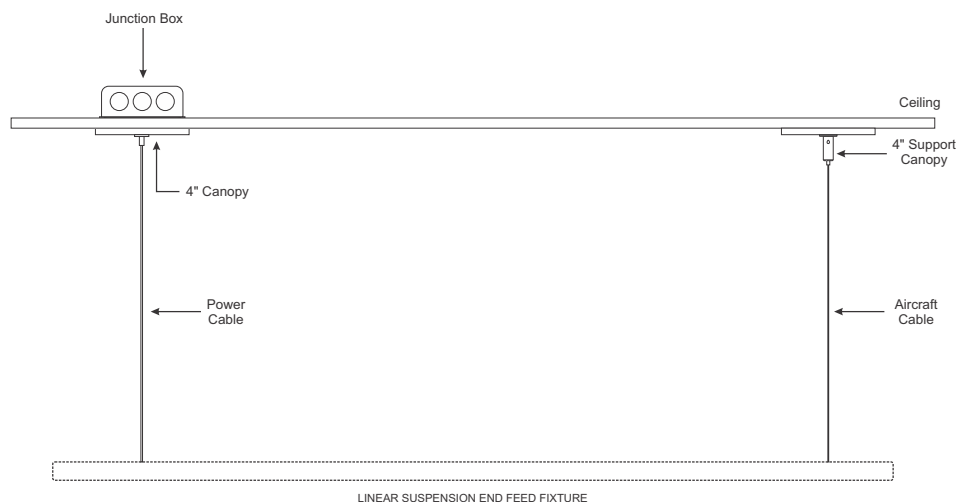 Junction Box
Ceiling
4" Support
Canopy
4" Canopy
Power
Cable
Aircraft
Cable
LINEAR SUSPENSION END FEED FIXTURE